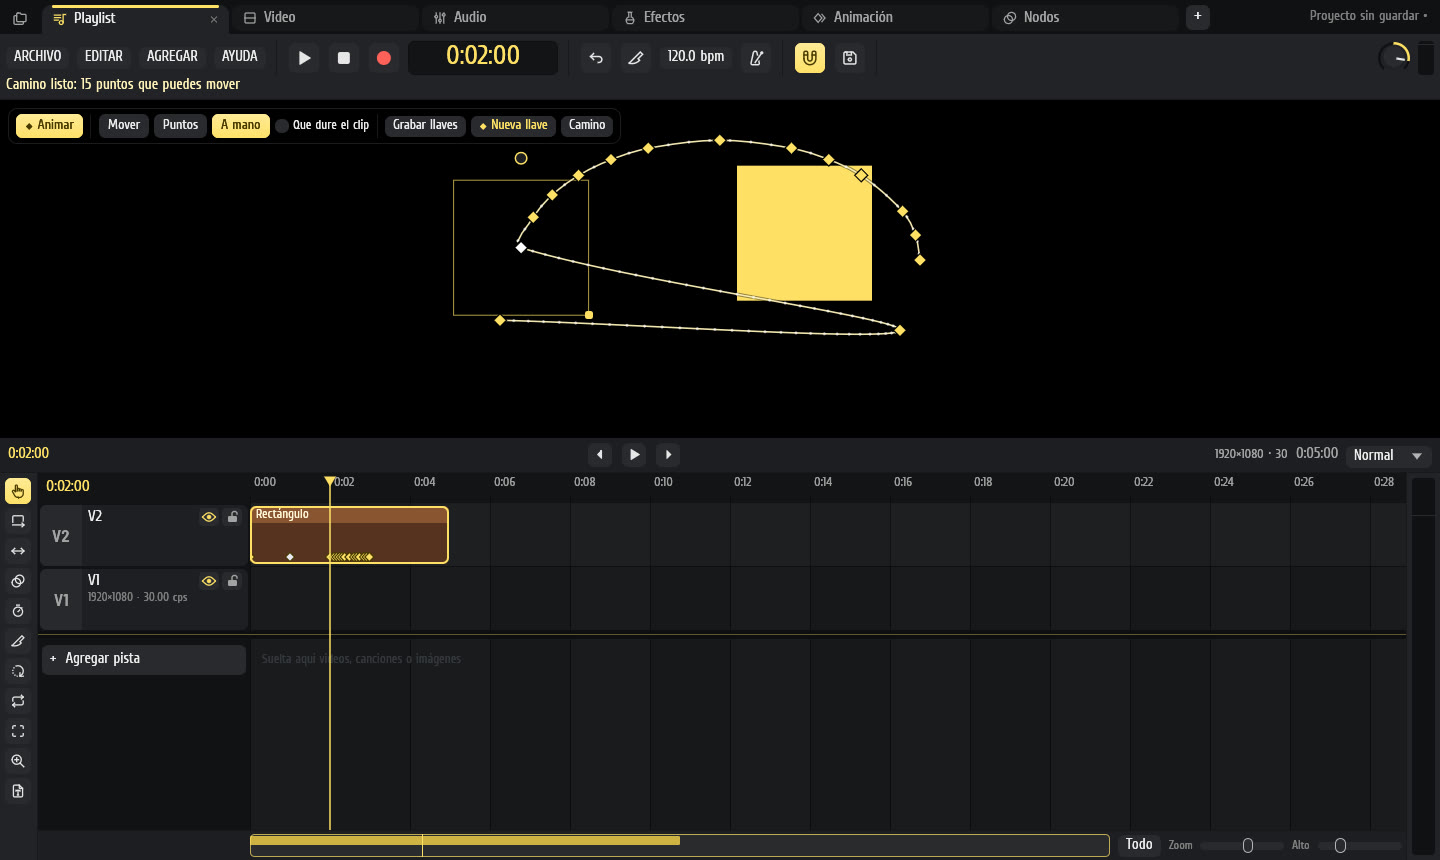 Playlist
Video
Audio
Efectos
Animación
Nodos
+
Proyecto sin guardar •
ARCHIVO
EDITAR
AGREGAR
AYUDA
0:02:00
120.0 bpm
Camino listo: 15 puntos que puedes mover
Animar
Mover
Puntos
A mano
Que dure el clip
Grabar llaves
Nueva llave
Camino
0:02:00
1920×1080 · 30
0:05:00
Normal
0:02:00
0:00
0:02
0:04
0:06
0:08
0:10
0:12
0:14
0:16
0:18
0:20
0:22
0:24
0:26
0:28
V2
V2
Rectángulo
V1
V1
1920×1080 · 30.00 cps
+ Agregar pista
Suelta aquí videos, canciones o imágenes
Todo
Zoom
Alto